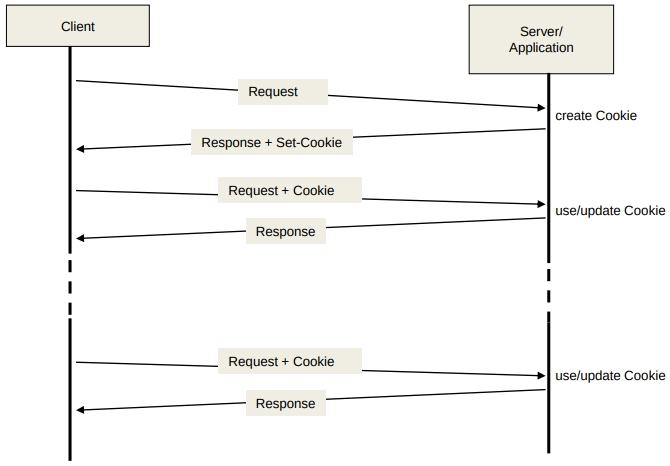 Client
Server/
Application
Request
create Cookie
Response + Set-Cookie
Request + Cookie
use/update Cookie
Response
Request + Cookie
use/update Cookie
Response